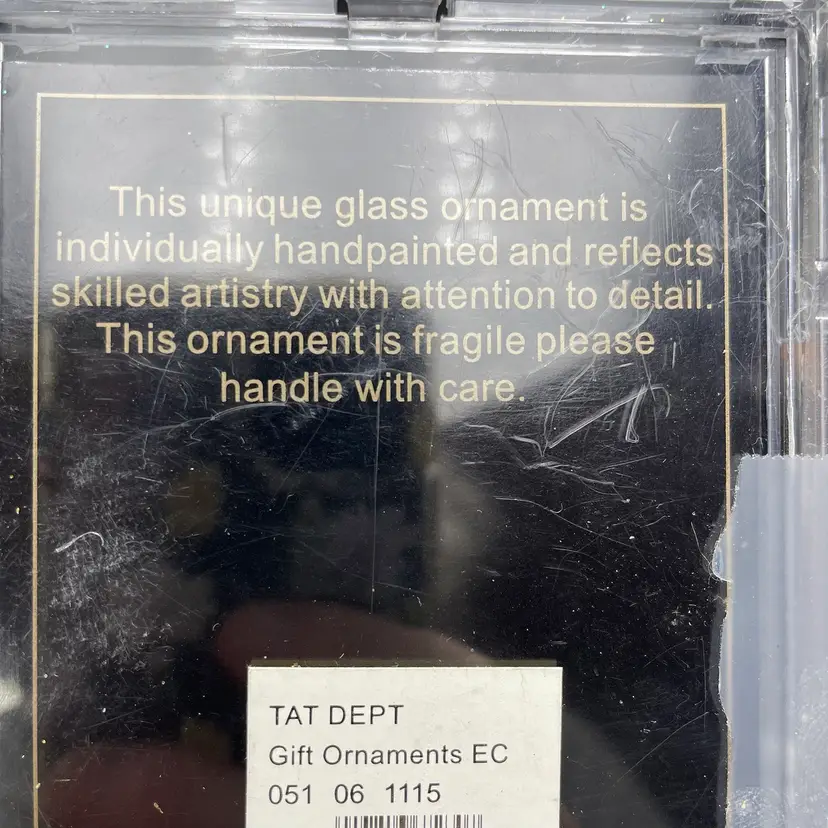 This unique glass ornament is
individually handpainted and reflects
skilled artistry with attention to detail.
This ornament is fragile please
handle with care.
TAT DEPT
Gift Ornaments EC
051 06 1115